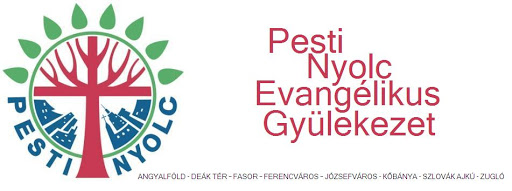 PESTI NYOLC
Pesti
Nyolc
Evangélikus
Gyülekezet
ANGYALFÖLD - DEÁK TÉR - FASOR - FERENCVÁROS - JÓZSEFVÁROS - KŐBÁNYA - SZLOVÁK AJKÚ - ZUGLÓ